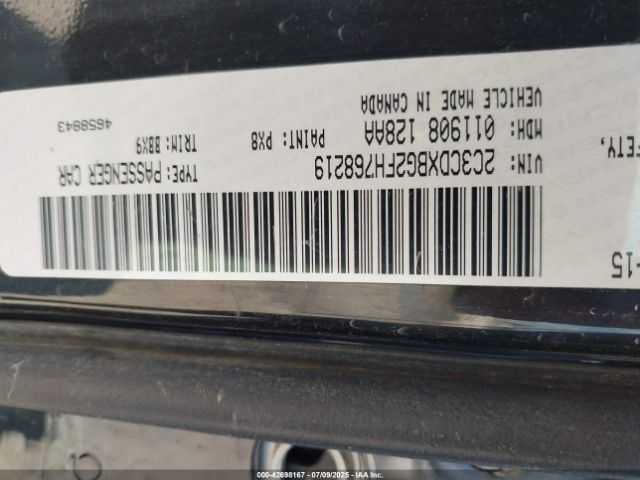 -15
VIN: 2C3CDXBG2FH768219 TYPE: PASSENGER CAR
MDH: 011908 128AA PAINT: PX8 TRIM: BBX9
VEHICLE MADE IN CANADA 4658843
000-42698167 - 07/09/2025 - IAA Inc.